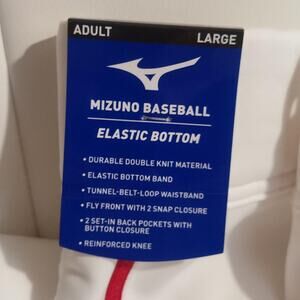 ADULT LARGE
MIZUNO BASEBALL
ELASTIC BOTTOM
• DURABLE DOUBLE KNIT MATERIAL
• ELASTIC BOTTOM BAND
• TUNNEL-BELT-LOOP WAISTBAND
• FLY FRONT WITH 2 SNAP CLOSURE
• 2 SET-IN BACK POCKETS WITH
BUTTON CLOSURE
• REINFORCED KNEE